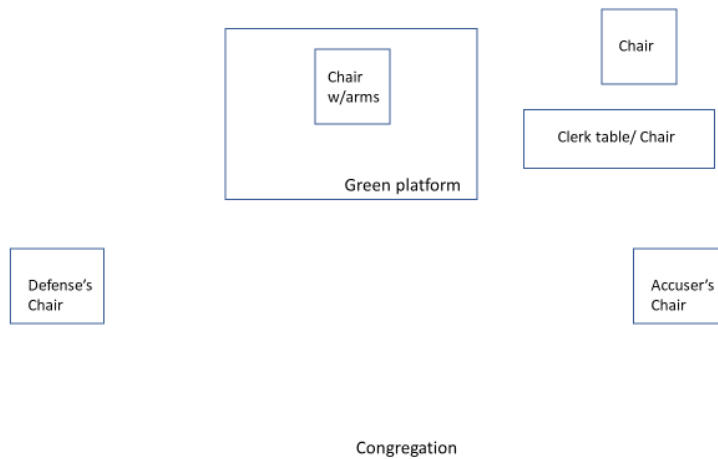 Chair
Chair
w/arms
Clerk table/ Chair
Green platform
Defense's
Chair
Accuser's
Chair
Congregation